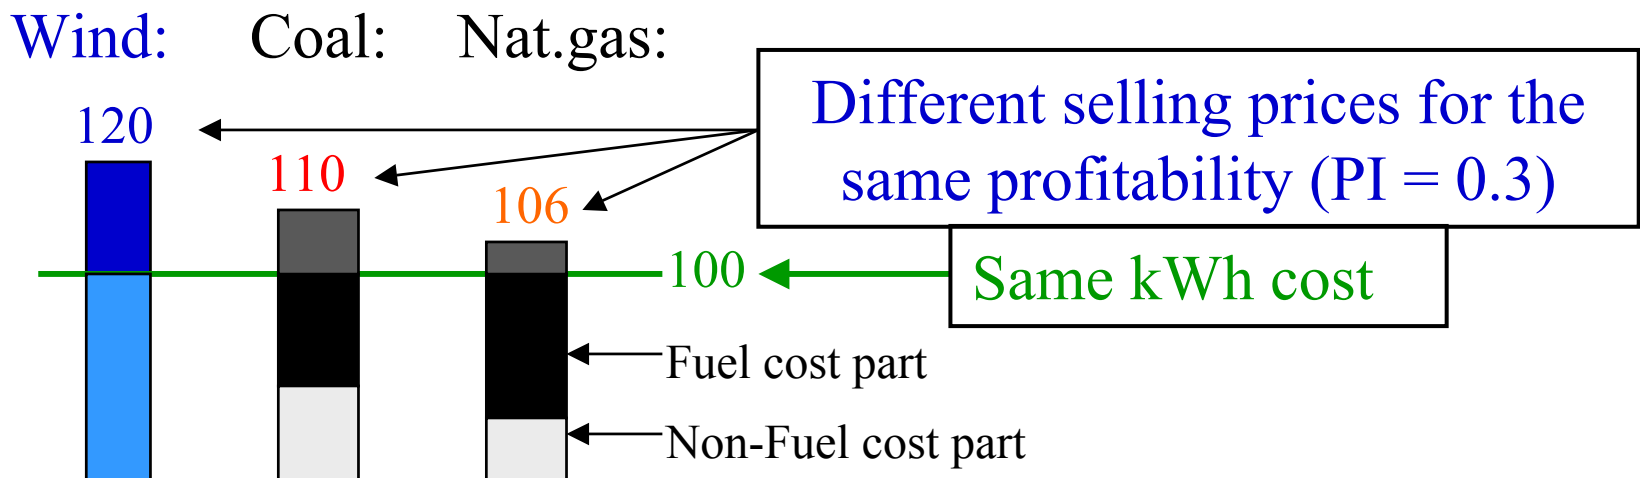 Wind: Coal: Nat.gas:
Different selling prices for the
same profitability (PI = 0.3)
120
110
106
100
Same kWh cost
Fuel cost part
Non-Fuel cost part